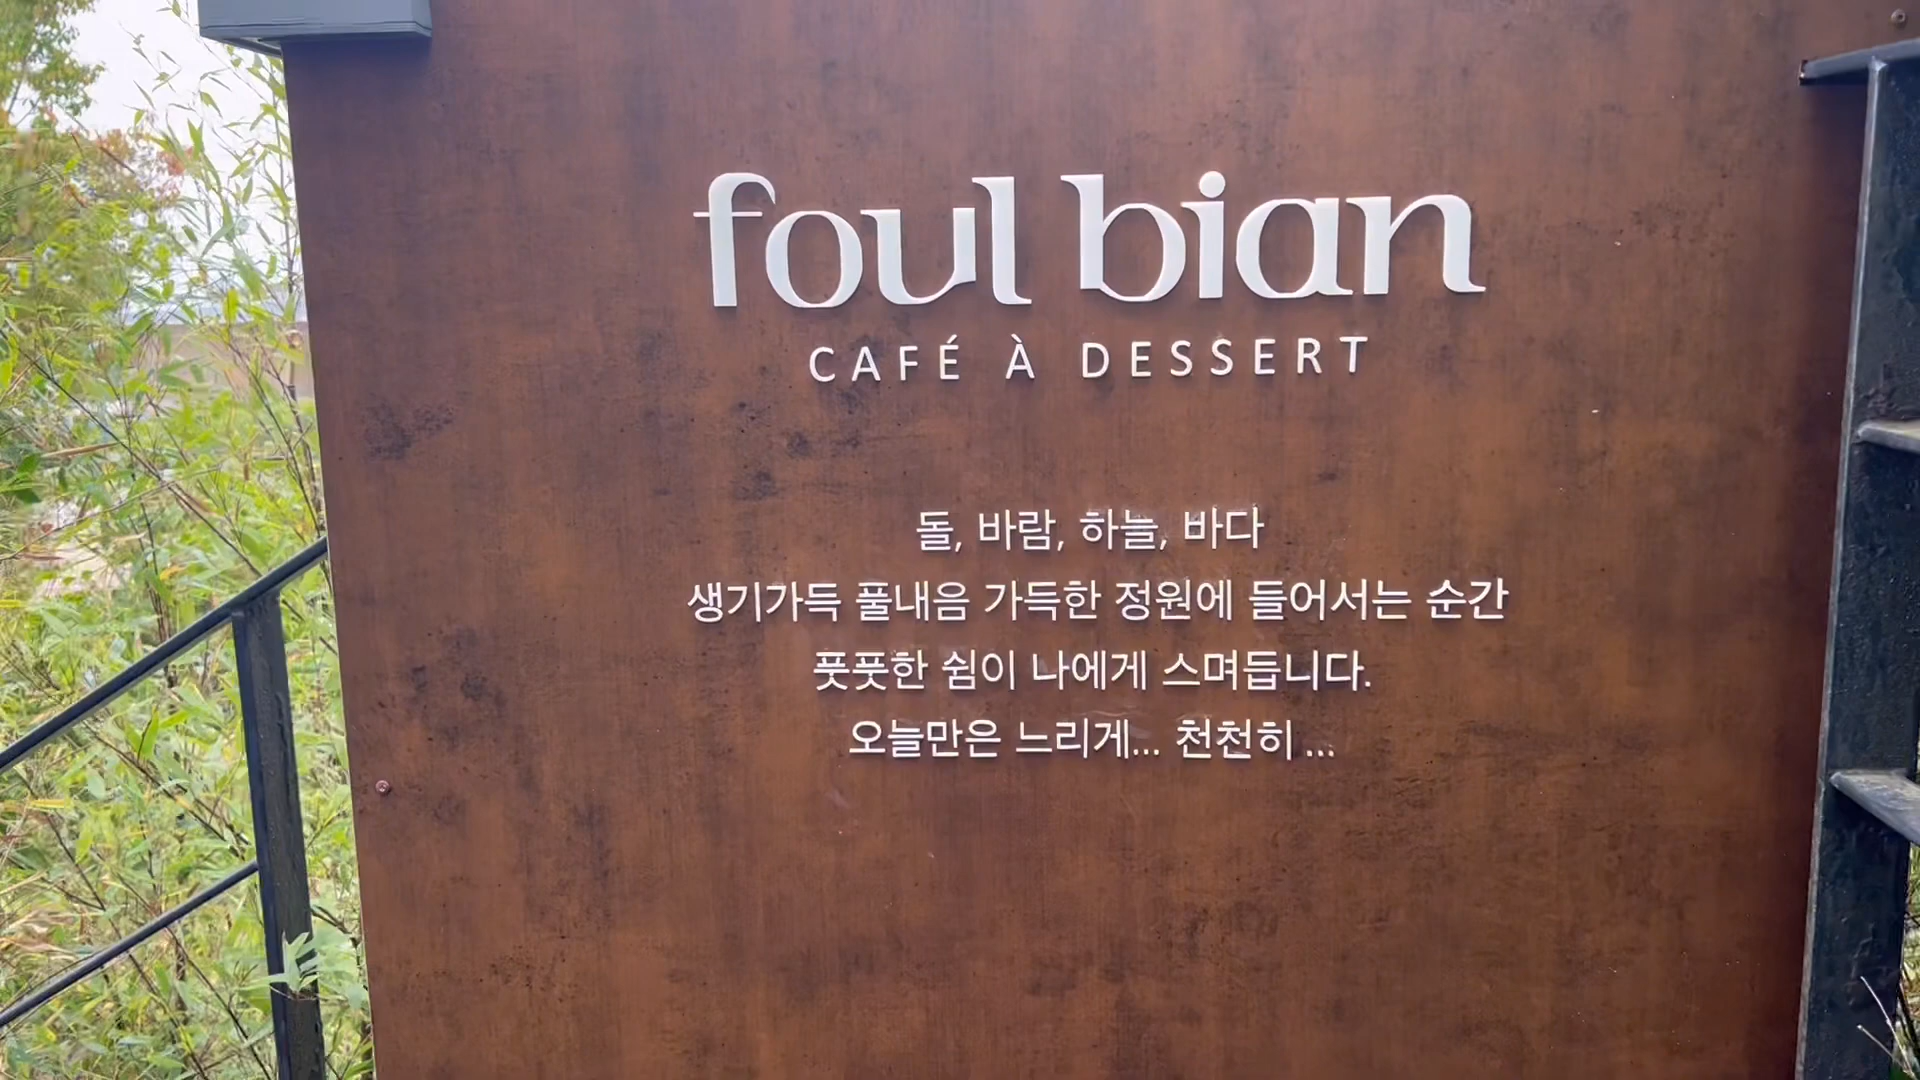 foul bian
CAFÉ À DESSERT
돌, 바람, 하늘, 바다
생기가득 풀내음 가득한 정원에 들어서는 순간
풋풋한 쉼이 나에게 스며듭니다.
오늘만은 느리게... 천천히 ...